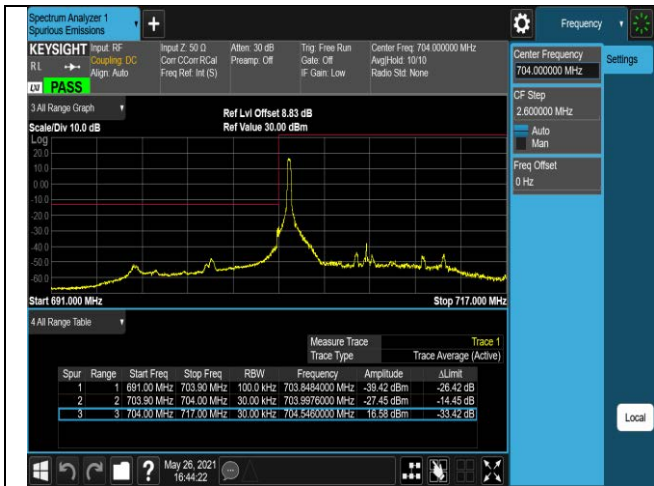 Spectrum Analyzer 1
Spurious Emissions
Frequency
KEYSIGHT
Input: RF
Coupling: DC
Align: Auto
Input Z: 50 Ω
Corr CCorr RCal
Freq Ref: Int (S)
Atten: 30 dB
Preamp: Off
Trig: Free Run
Gate: Off
IF Gain: Low
Center Freq: 704.000000 MHz
Avg|Hold: 10/10
Radio Std: None
RL
LXI
PASS
Center Frequency
704.000000 MHz
Settings
CF Step
2.600000 MHz
Auto
Man
Freq Offset
0 Hz
3 All Range Graph
Scale/Div 10.0 dB
Ref Lvl Offset 8.83 dB
Ref Value 30.00 dBm
Log
20.0
10.0
0.00
-10.0
-20.0
-30.0
-40.0
-50.0
-60.0
Start 691.000 MHz
Stop 717.000 MHz
4 All Range Table
Measure Trace Trace 1
Trace Type Trace Average (Active)
Spur Range Start Freq Stop Freq RBW Frequency Amplitude ΔLimit
1 1 691.00 MHz 703.90 MHz 100.0 kHz 703.8484000 MHz -39.42 dBm -26.42 dB
2 2 703.90 MHz 704.00 MHz 30.00 kHz 703.9976000 MHz -27.45 dBm -14.45 dB
3 3 704.00 MHz 717.00 MHz 30.00 kHz 704.5460000 MHz 16.58 dBm -33.42 dB
Local
May 26, 2021
16:44:22